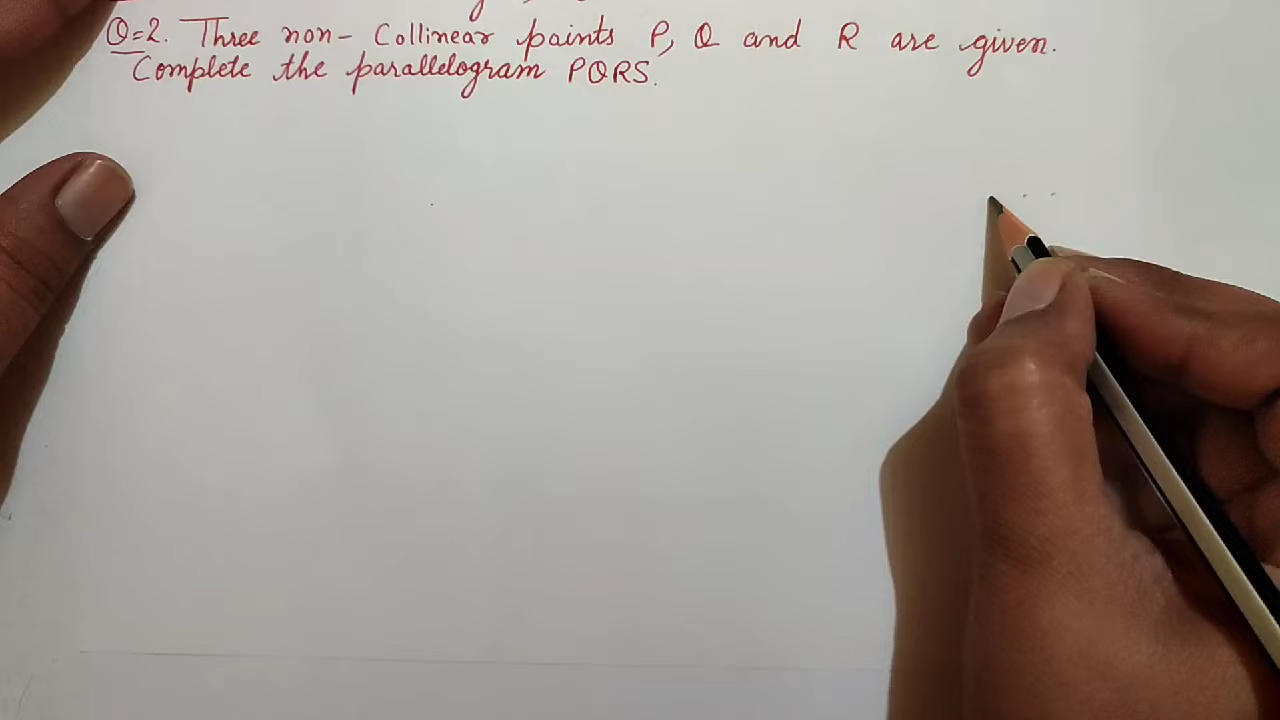 Q=2. Three non-Collinear points P, Q and R are given.
Complete the parallelogram PQRS.